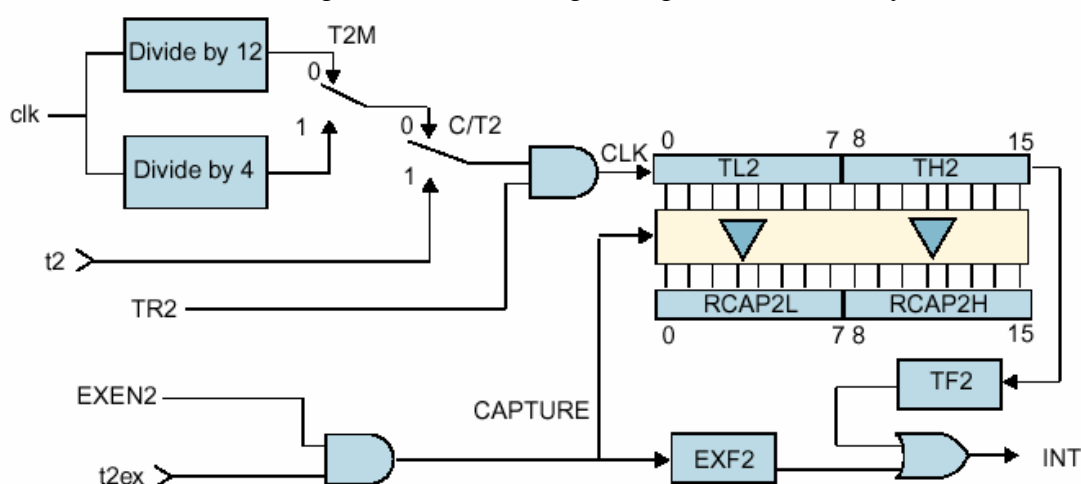 T2M
Divide by 12
0
clk
1
0
C/T2
Divide by 4
1
CLK
0
7
8
15
TL2
TH2
t2
TR2
RCAP2L
RCAP2H
0
7
8
15
EXEN2
CAPTURE
TF2
t2ex
EXF2
INT